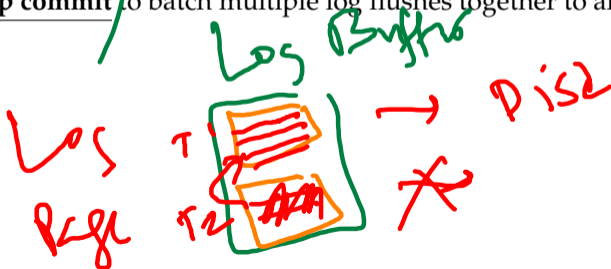 p commit to batch multiple log flushes together to a
Log Buffer
Log
Page
T1
T2
→ Disk